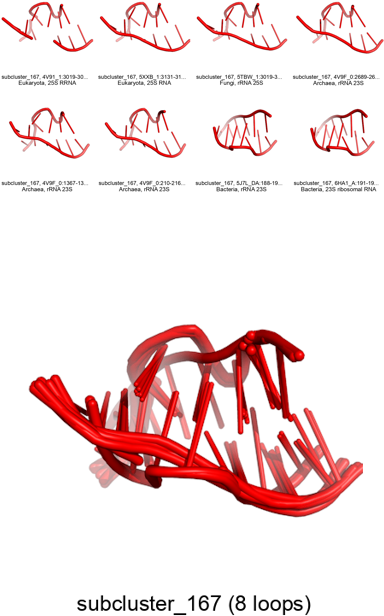 subcluster_167, 4V91_1:3019-30...
Eukaryota, 25S RRNA
subcluster_167, 5XXB_1:3131-31...
Eukaryota, 25S RNA
subcluster_167, 5TBW_1:3019-3...
Fungi, rRNA 25S
subcluster_167, 4V9F_0:2689-26...
Archaea, rRNA 23S
subcluster_167, 4V9F_0:1367-13...
Archaea, rRNA 23S
subcluster_167, 4V9F_0:210-216...
Archaea, rRNA 23S
subcluster_167, 5J7L_DA:188-19...
Bacteria, rRNA 23S
subcluster_167, 6HA1_A:191-19...
Bacteria, 23S ribosomal RNA
subcluster_167 (8 loops)